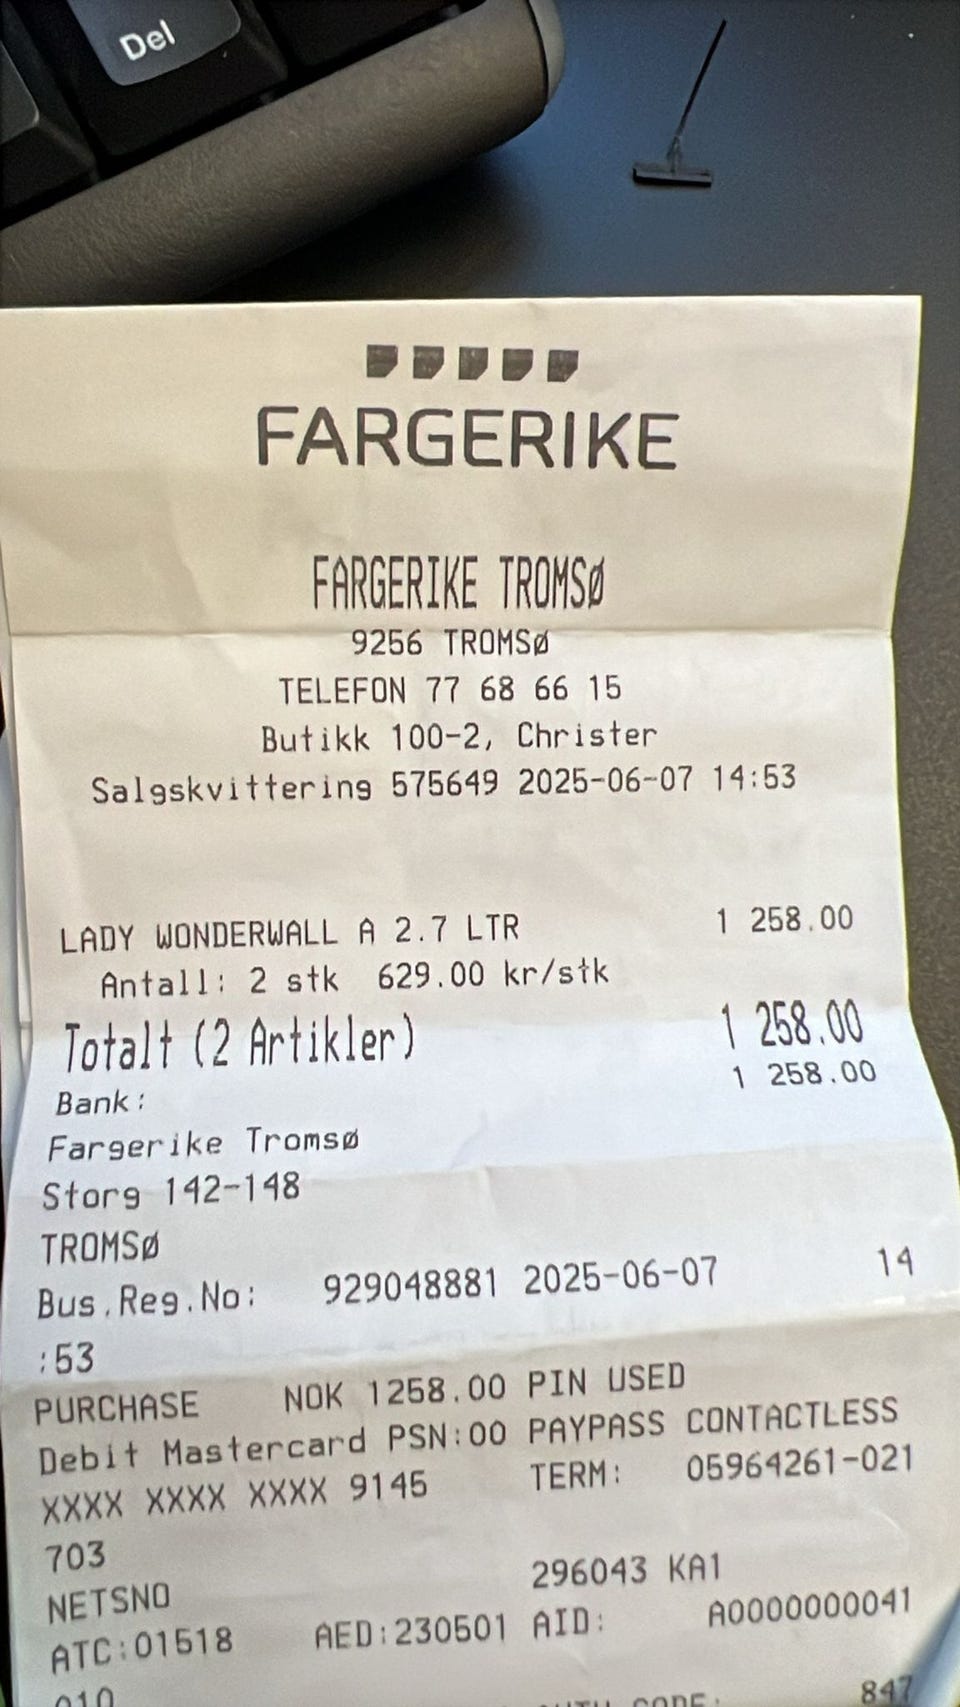 Del
FARGERIKE
FARGERIKE TROMSØ
9256 TROMSØ
TELEFON 77 68 66 15
Butikk 100-2, Christer
Salgskvittering 575649 2025-06-07 14:53
LADY WONDERWALL A 2.7 LTR 1 258.00
Antall: 2 stk 629.00 kr/stk
Totalt (2 Artikler) 1 258.00
Bank: 1 258.00
Fargerike Tromsø
Storg 142-148
TROMSØ
Bus.Reg.No: 929048881 2025-06-07 14
:53
PURCHASE NOK 1258.00 PIN USED
Debit Mastercard PSN:00 PAYPASS CONTACTLESS
XXXX XXXX XXXX 9145 TERM: 05964261-021
703
NETSNO 296043 KA1
ATC:01518 AED:230501 AID: A0000000041
010 CODE: 847